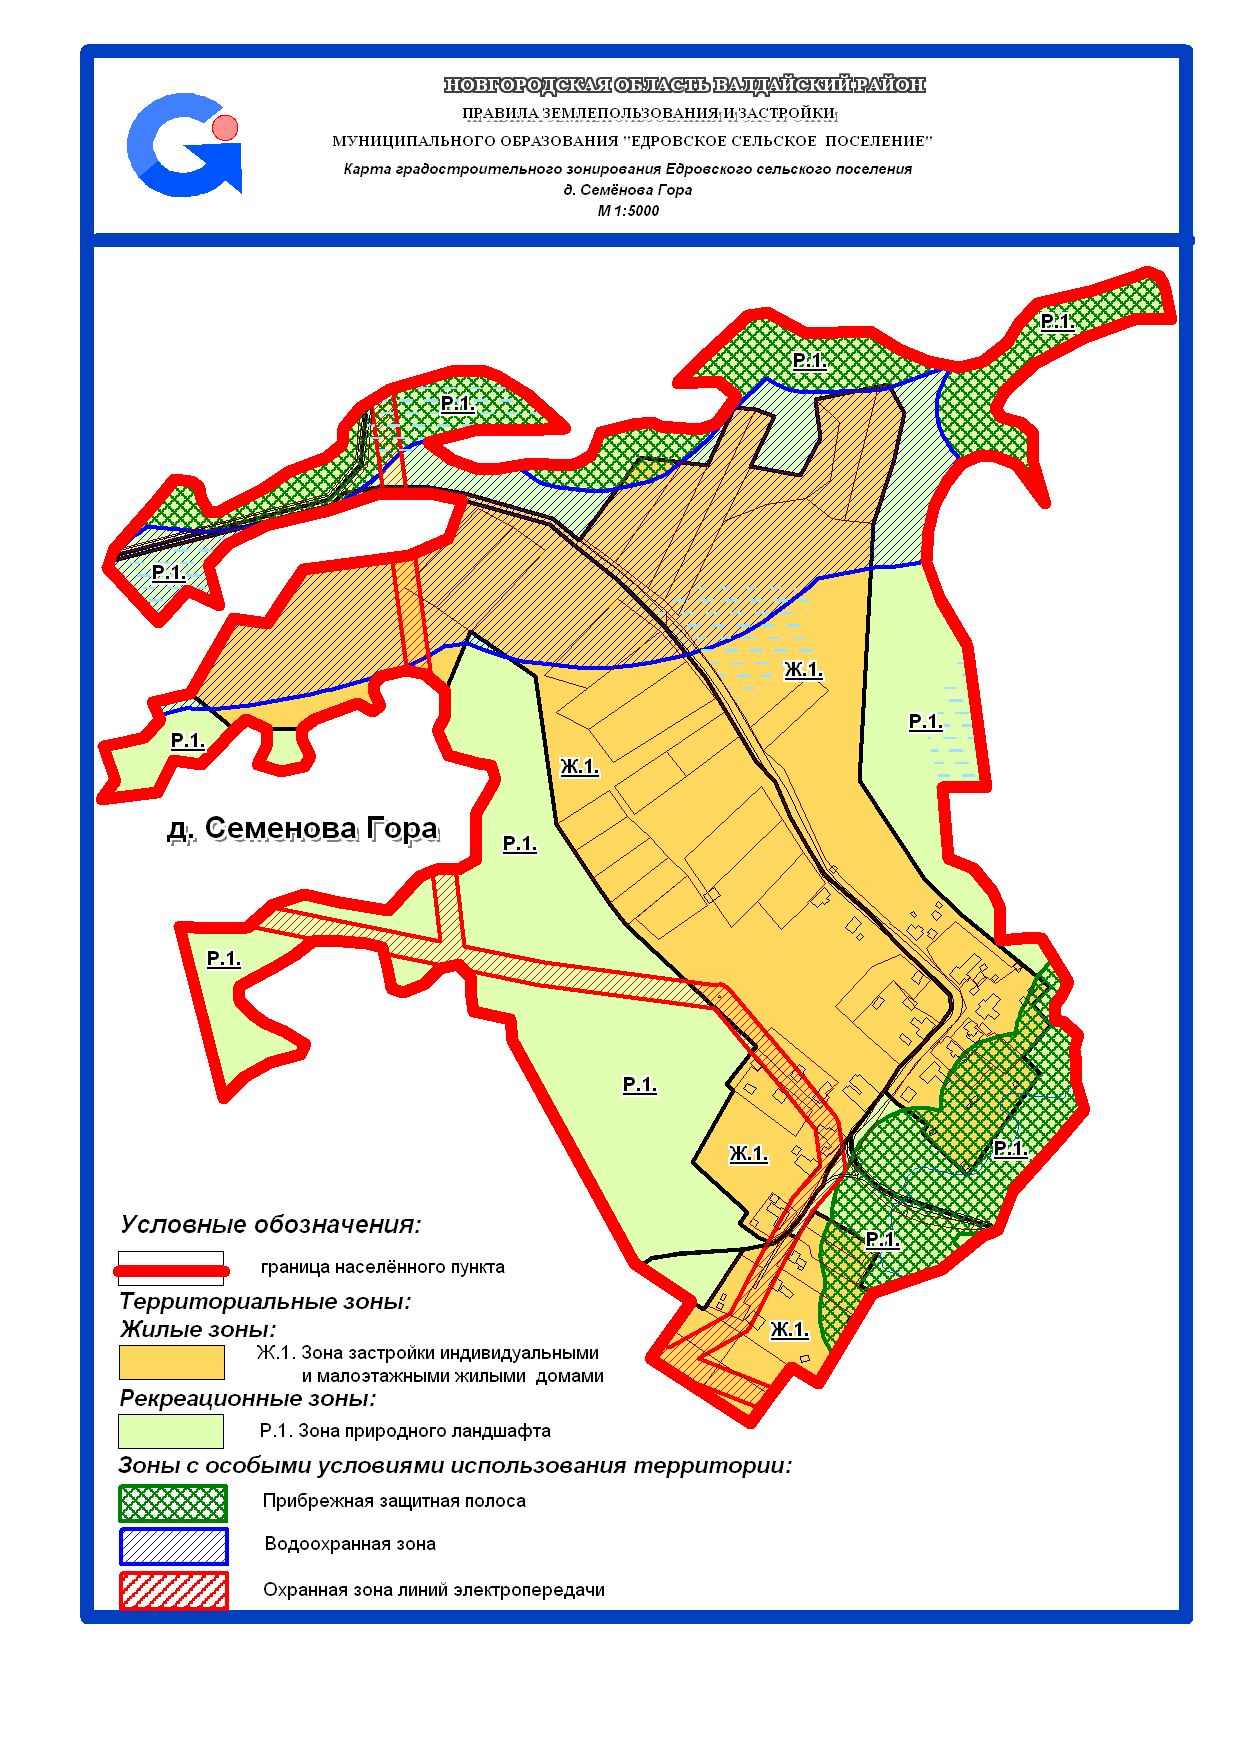 НОВГОРОДСКАЯ ОБЛАСТЬ ВАЛДАЙСКИЙ РАЙОН
ПРАВИЛА ЗЕМЛЕПОЛЬЗОВАНИЯ И ЗАСТРОЙКИ
МУНИЦИПАЛЬНОГО ОБРАЗОВАНИЯ "ЕДРОВСКОЕ СЕЛЬСКОЕ ПОСЕЛЕНИЕ"
Карта градостроительного зонирования Едровского сельского поселения
д. Семёнова Гора
М 1:5000
Р.1.
Р.1.
Р.1.
Р.1.
Ж.1.
Р.1.
Р.1.
Ж.1.
д. Семенова Гора
Р.1.
Р.1.
Р.1.
Р.1.
Ж.1.
Р.1.
Ж.1.
Условные обозначения:
граница населённого пункта
Территориальные зоны:
Жилые зоны:
Ж.1. Зона застройки индивидуальными
и малоэтажными жилыми домами
Рекреационные зоны:
Р.1. Зона природного ландшафта
Зоны с особыми условиями использования территории:
Прибрежная защитная полоса
Водоохранная зона
Охранная зона линий электропередачи